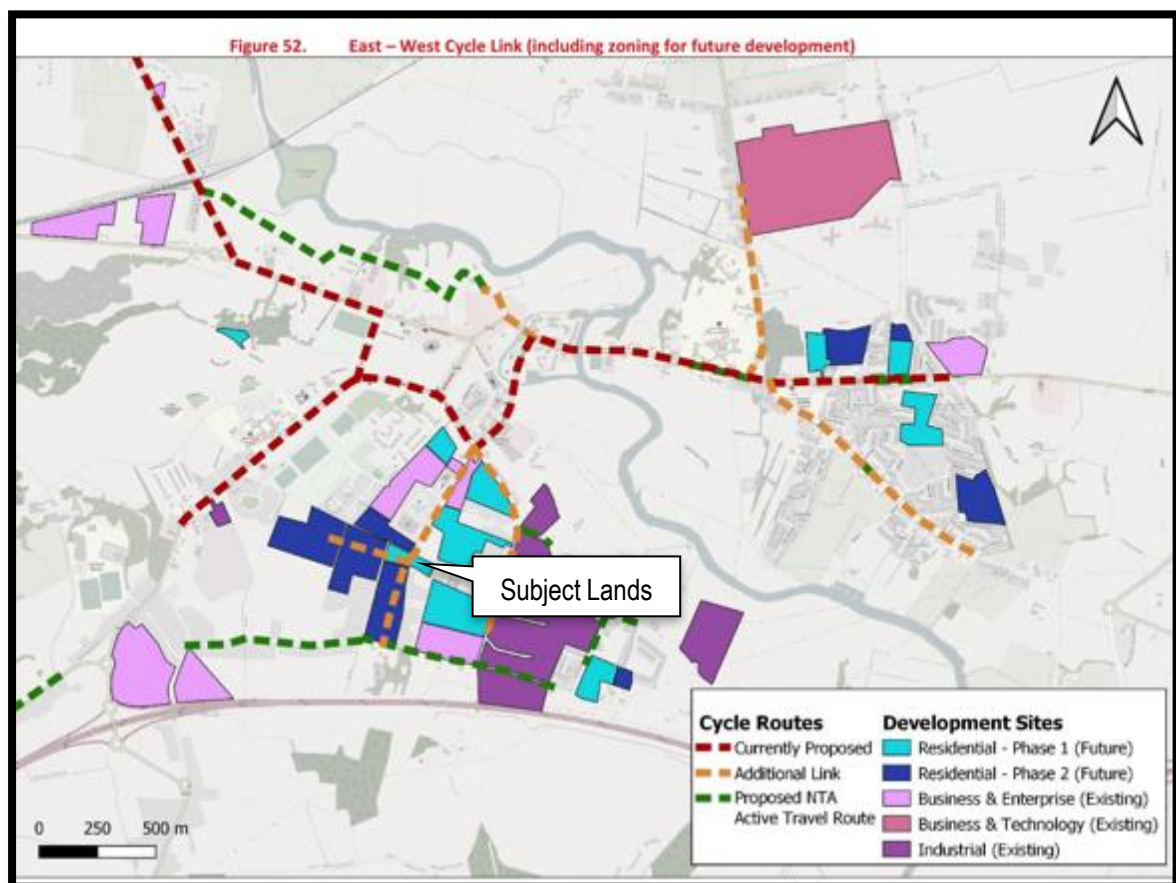 Figure 52. East – West Cycle Link (including zoning for future development)
Subject Lands
0 250 500 m
Cycle Routes
Currently Proposed
Additional Link
Proposed NTA
Active Travel Route
Development Sites
Residential - Phase 1 (Future)
Residential - Phase 2 (Future)
Business & Enterprise (Existing)
Business & Technology (Existing)
Industrial (Existing)